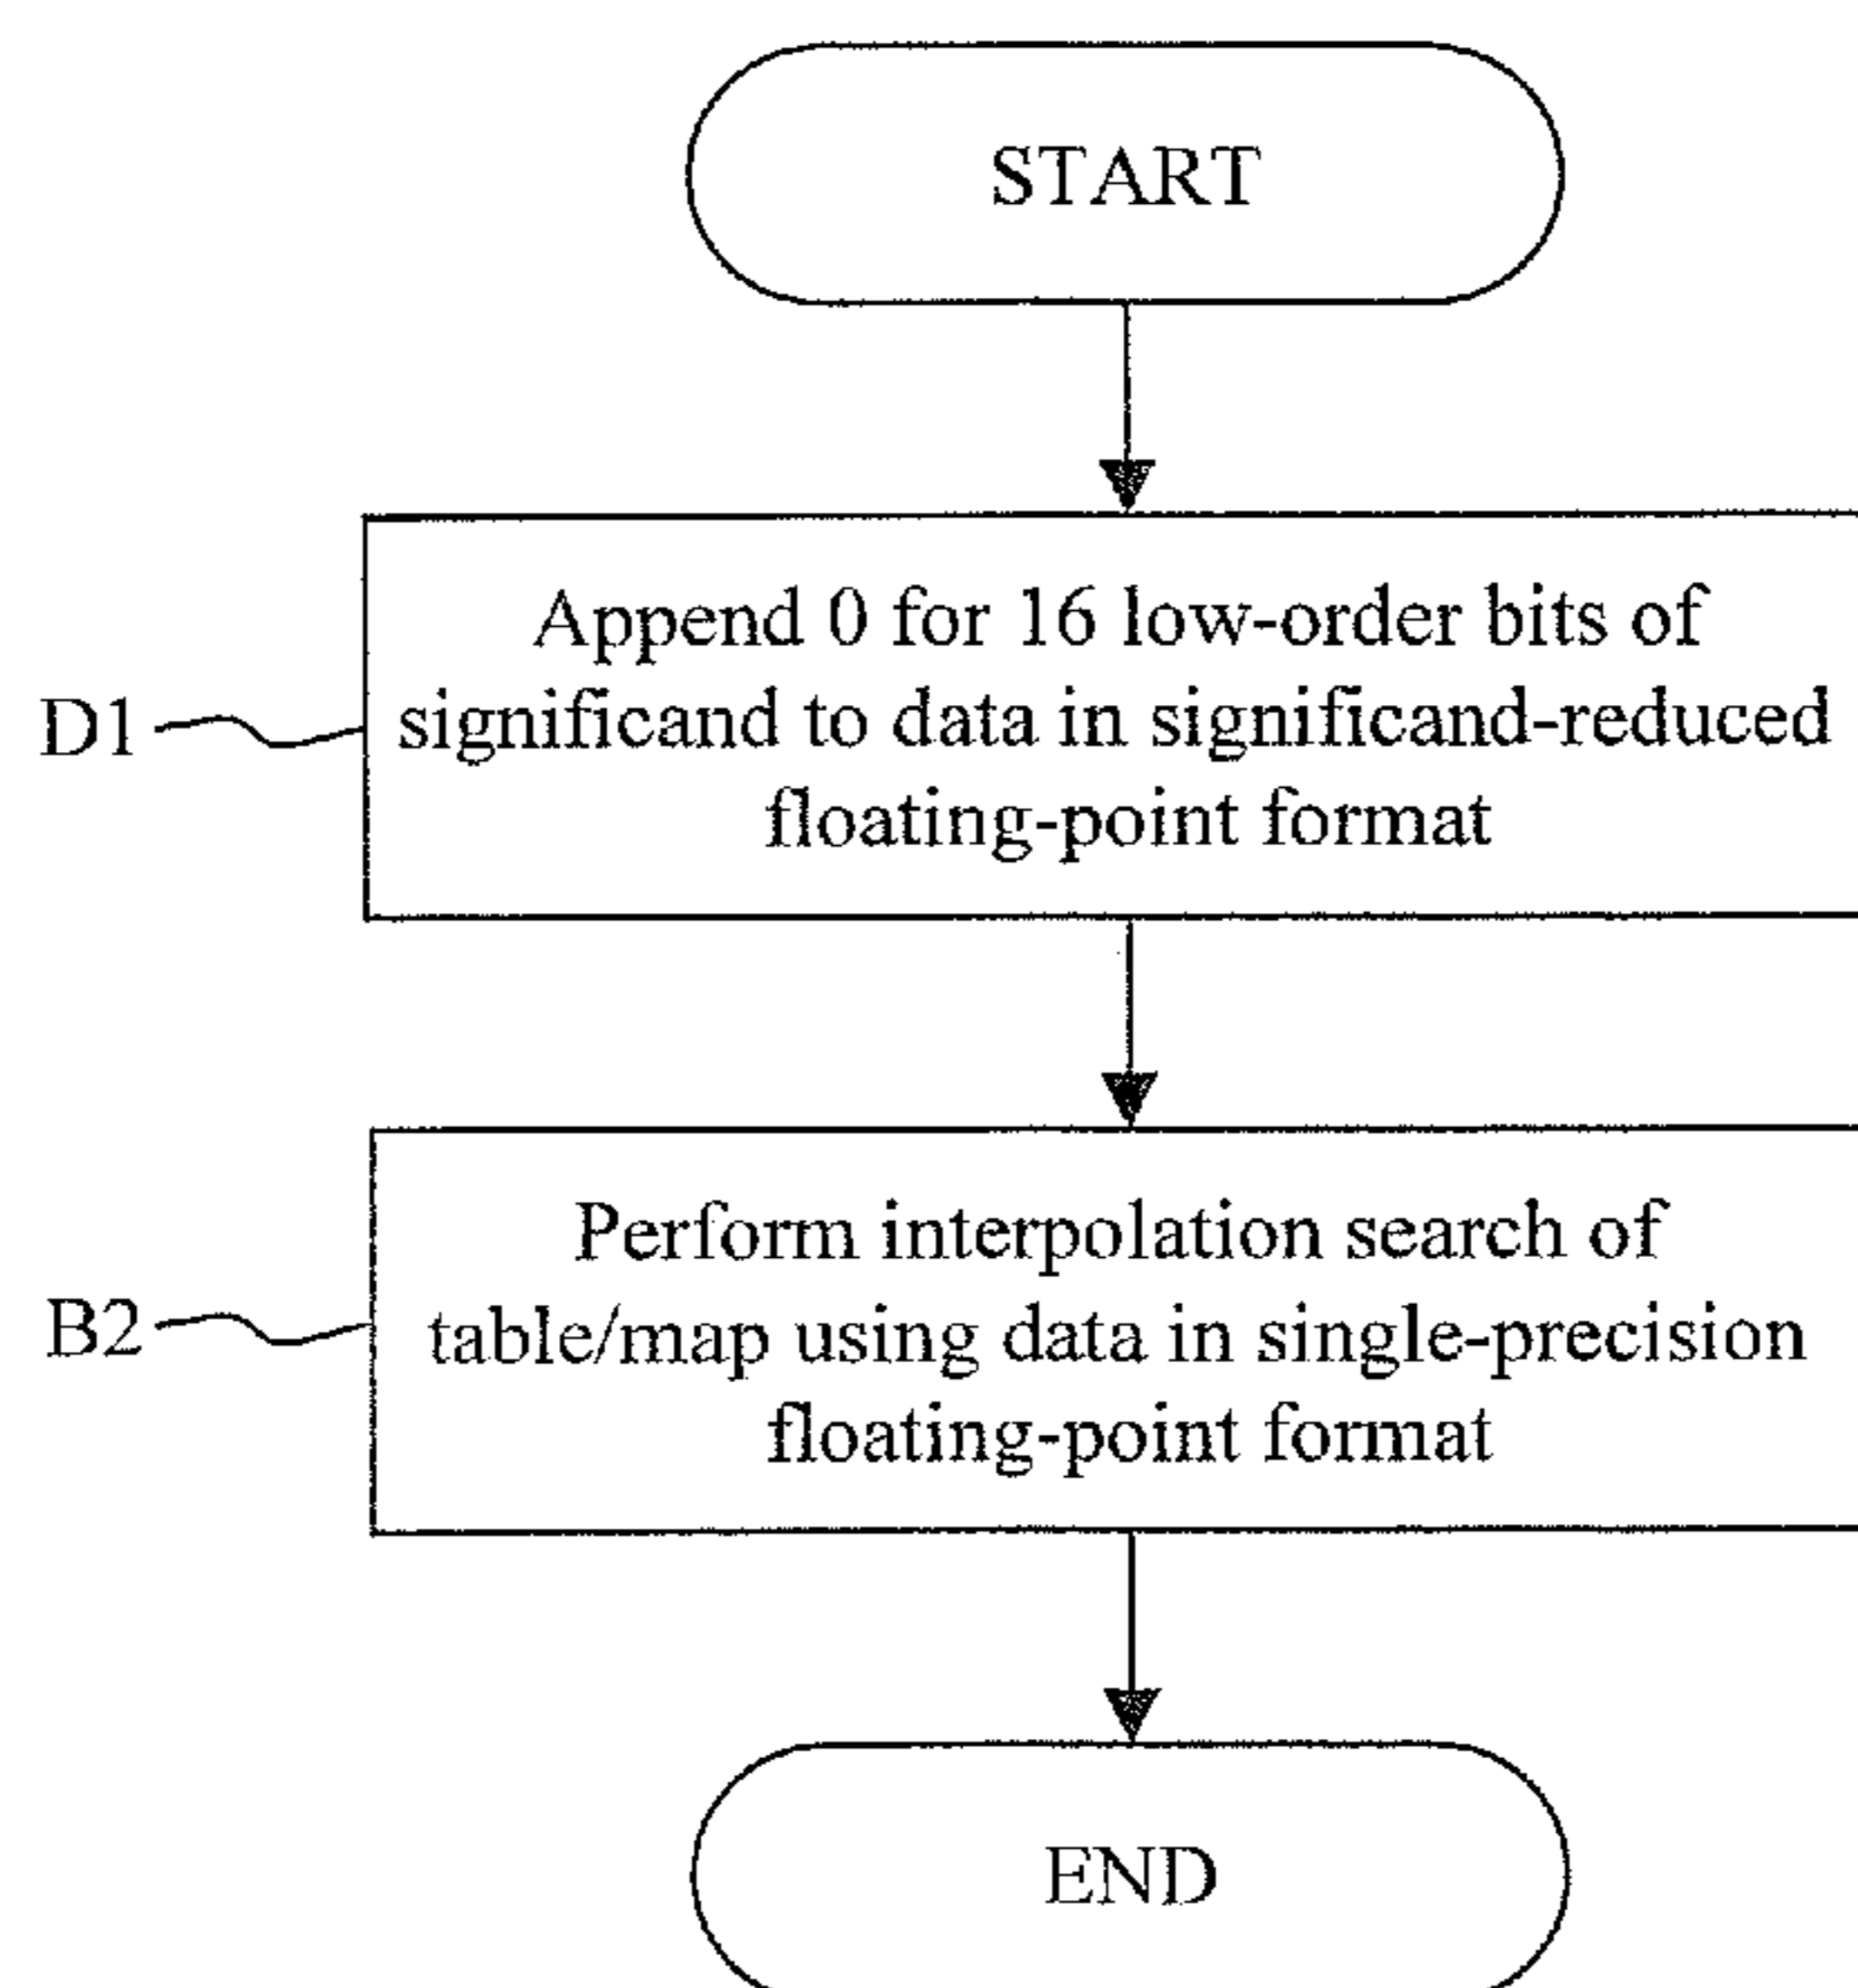 START
Append 0 for 16 low-order bits of
D1
significand to data in significand-reduced
floating-point format
Perform interpolation search of
B2
table/map using data in single-precision
floating-point format
END